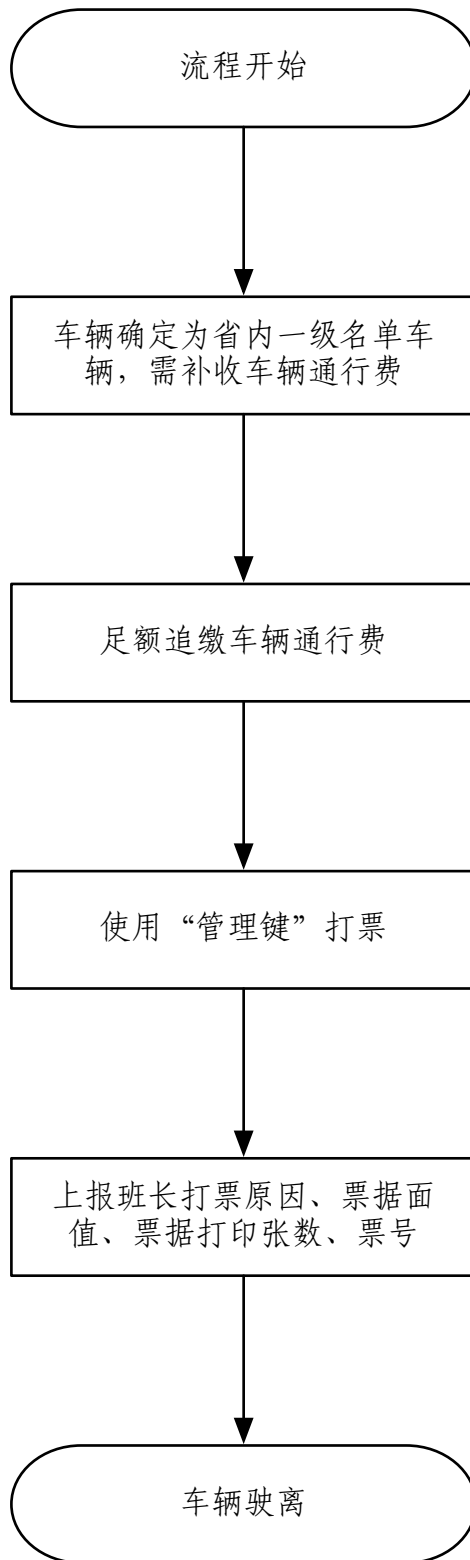 流程开始
车辆确定为省内一级名单车
辆，需补收车辆通行费
足额追缴车辆通行费
使用“管理键”打票
上报班长打票原因、票据面
值、票据打印张数、票号
车辆驶离